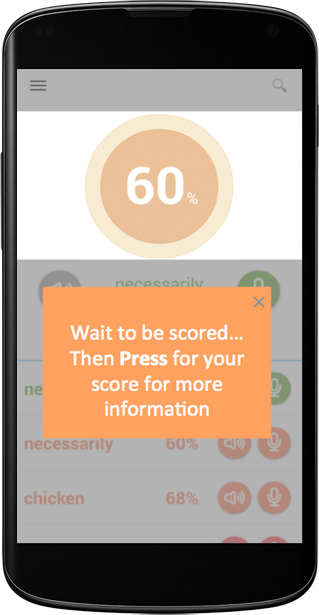 60%
necessarily
Wait to be scored...
Then Press for your
score for more
information
ne
necessarily 60%
chicken 68%